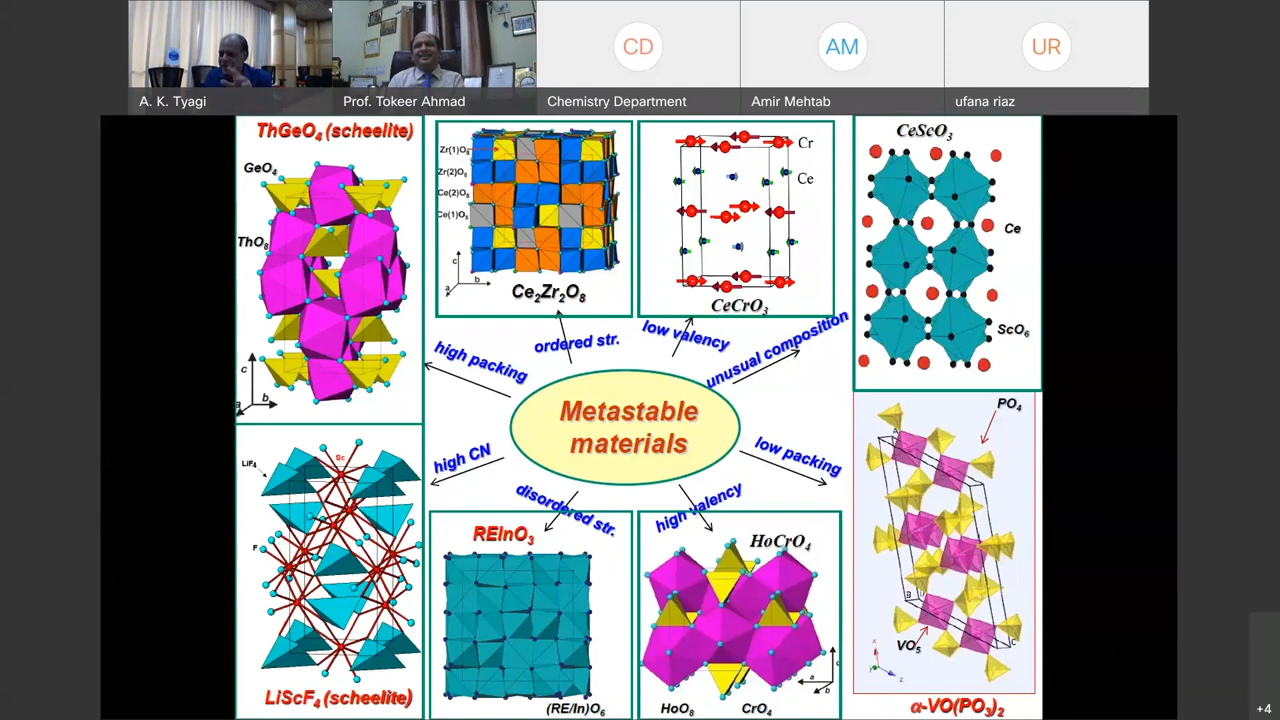 CD
AM
UR
A. K. Tyagi
Prof. Tokeer Ahmad
Chemistry Department
Amir Mehtab
ufana riaz
ThGeO4 (scheelite)
GeO4
ThO8
c
a
b
Zr(1)O8
Zr(2)O8
Ce(2)O8
Ce(1)O8
c
a
b
Ce2Zr2O8
Cr
Ce
CeCrO3
CeScO3
Ce
ScO6
ordered str.
low valency
unusual composition
high packing
Metastable
materials
high CN
low packing
disordered str.
high valency
LiF4
Sc
F
LiScF4 (scheelite)
REInO3
(RE/In)O6
HoCrO4
HoO8
CrO4
a
b
c
PO4
A
B
C
VO5
x
y
z
α-VO(PO3)2
+4